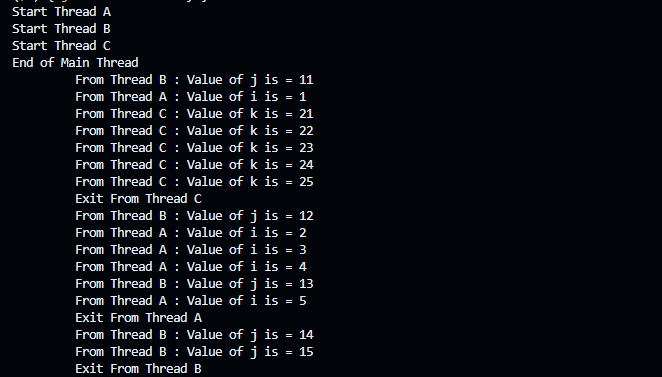 Start Thread A
Start Thread B
Start Thread C
End of Main Thread
From Thread B : Value of j is = 11
From Thread A : Value of i is = 1
From Thread C : Value of k is = 21
From Thread C : Value of k is = 22
From Thread C : Value of k is = 23
From Thread C : Value of k is = 24
From Thread C : Value of k is = 25
Exit From Thread C
From Thread B : Value of j is = 12
From Thread A : Value of i is = 2
From Thread A : Value of i is = 3
From Thread A : Value of i is = 4
From Thread B : Value of j is = 13
From Thread A : Value of i is = 5
Exit From Thread A
From Thread B : Value of j is = 14
From Thread B : Value of j is = 15
Exit From Thread B